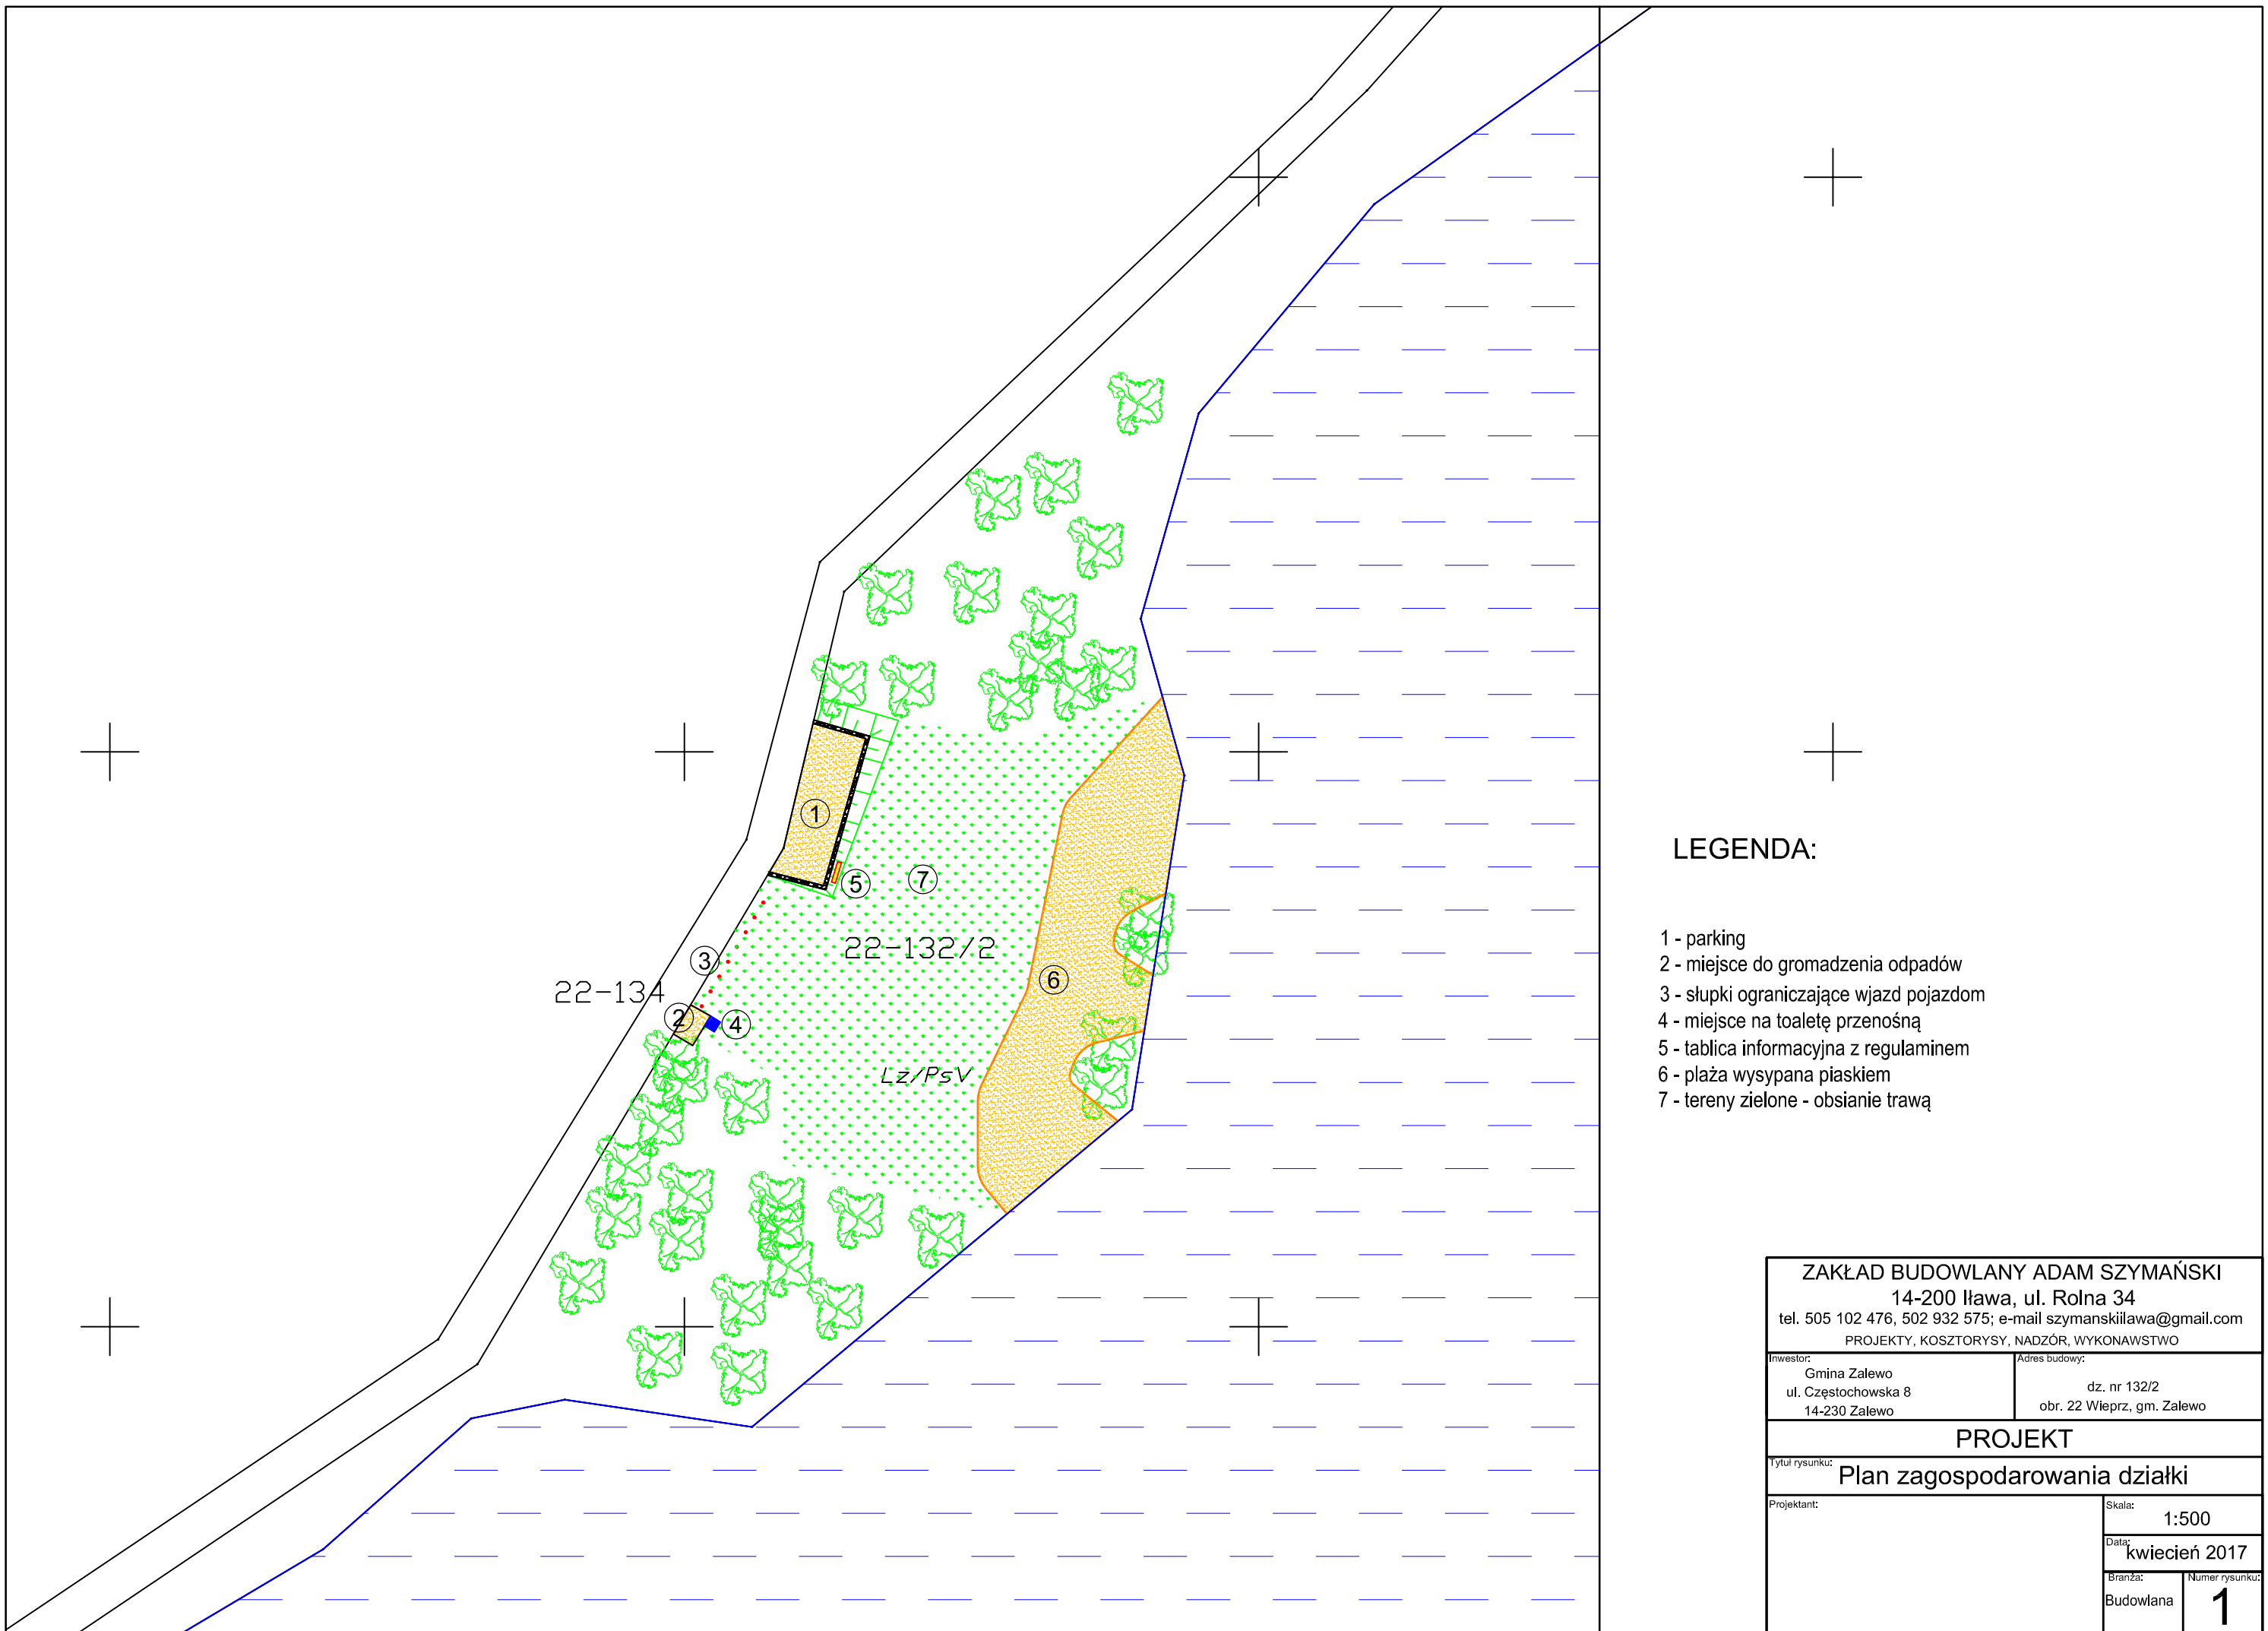 1
5
7
22-132/2
3
6
22-134
2
4
Lz/PsV
LEGENDA:
1 - parking
2 - miejsce do gromadzenia odpadów
3 - słupki ograniczające wjazd pojazdom
4 - miejsce na toaletę przenośną
5 - tablica informacyjna z regulaminem
6 - plaża wysypana piaskiem
7 - tereny zielone - obsianie trawą
ZAKŁAD BUDOWLANY ADAM SZYMAŃSKI
14-200 Iława, ul. Rolna 34
tel. 505 102 476, 502 932 575; e-mail szymanskiilawa@gmail.com
PROJEKTY, KOSZTORYSY, NADZÓR, WYKONAWSTWO
Inwestor:
Gmina Zalewo
ul. Częstochowska 8
14-230 Zalewo
Adres budowy:
dz. nr 132/2
obr. 22 Wieprz, gm. Zalewo
PROJEKT
Tytuł rysunku:
Plan zagospodarowania działki
Projektant:
Skala:
1:500
Data:
kwiecień 2017
Branża:
Budowlana
Numer rysunku:
1